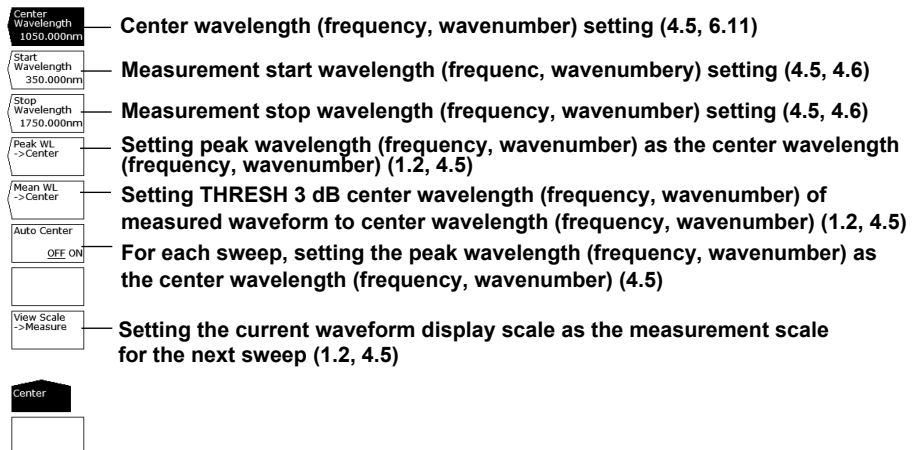 Center
Wavelength
1050.000nm
Center wavelength (frequency, wavenumber) setting (4.5, 6.11)
Start
Wavelength
350.000nm
Measurement start wavelength (frequenc, wavenumbery) setting (4.5, 4.6)
Stop
Wavelength
1750.000nm
Measurement stop wavelength (frequency, wavenumber) setting (4.5, 4.6)
Peak WL
->Center
Setting peak wavelength (frequency, wavenumber) as the center wavelength
(frequency, wavenumber) (1.2, 4.5)
Mean WL
->Center
Setting THRESH 3 dB center wavelength (frequency, wavenumber) of
measured waveform to center wavelength (frequency, wavenumber) (1.2, 4.5)
Auto Center
OFF ON
For each sweep, setting the peak wavelength (frequency, wavenumber) as
the center wavelength (frequency, wavenumber) (4.5)
View Scale
->Measure
Setting the current waveform display scale as the measurement scale
for the next sweep (1.2, 4.5)
Center